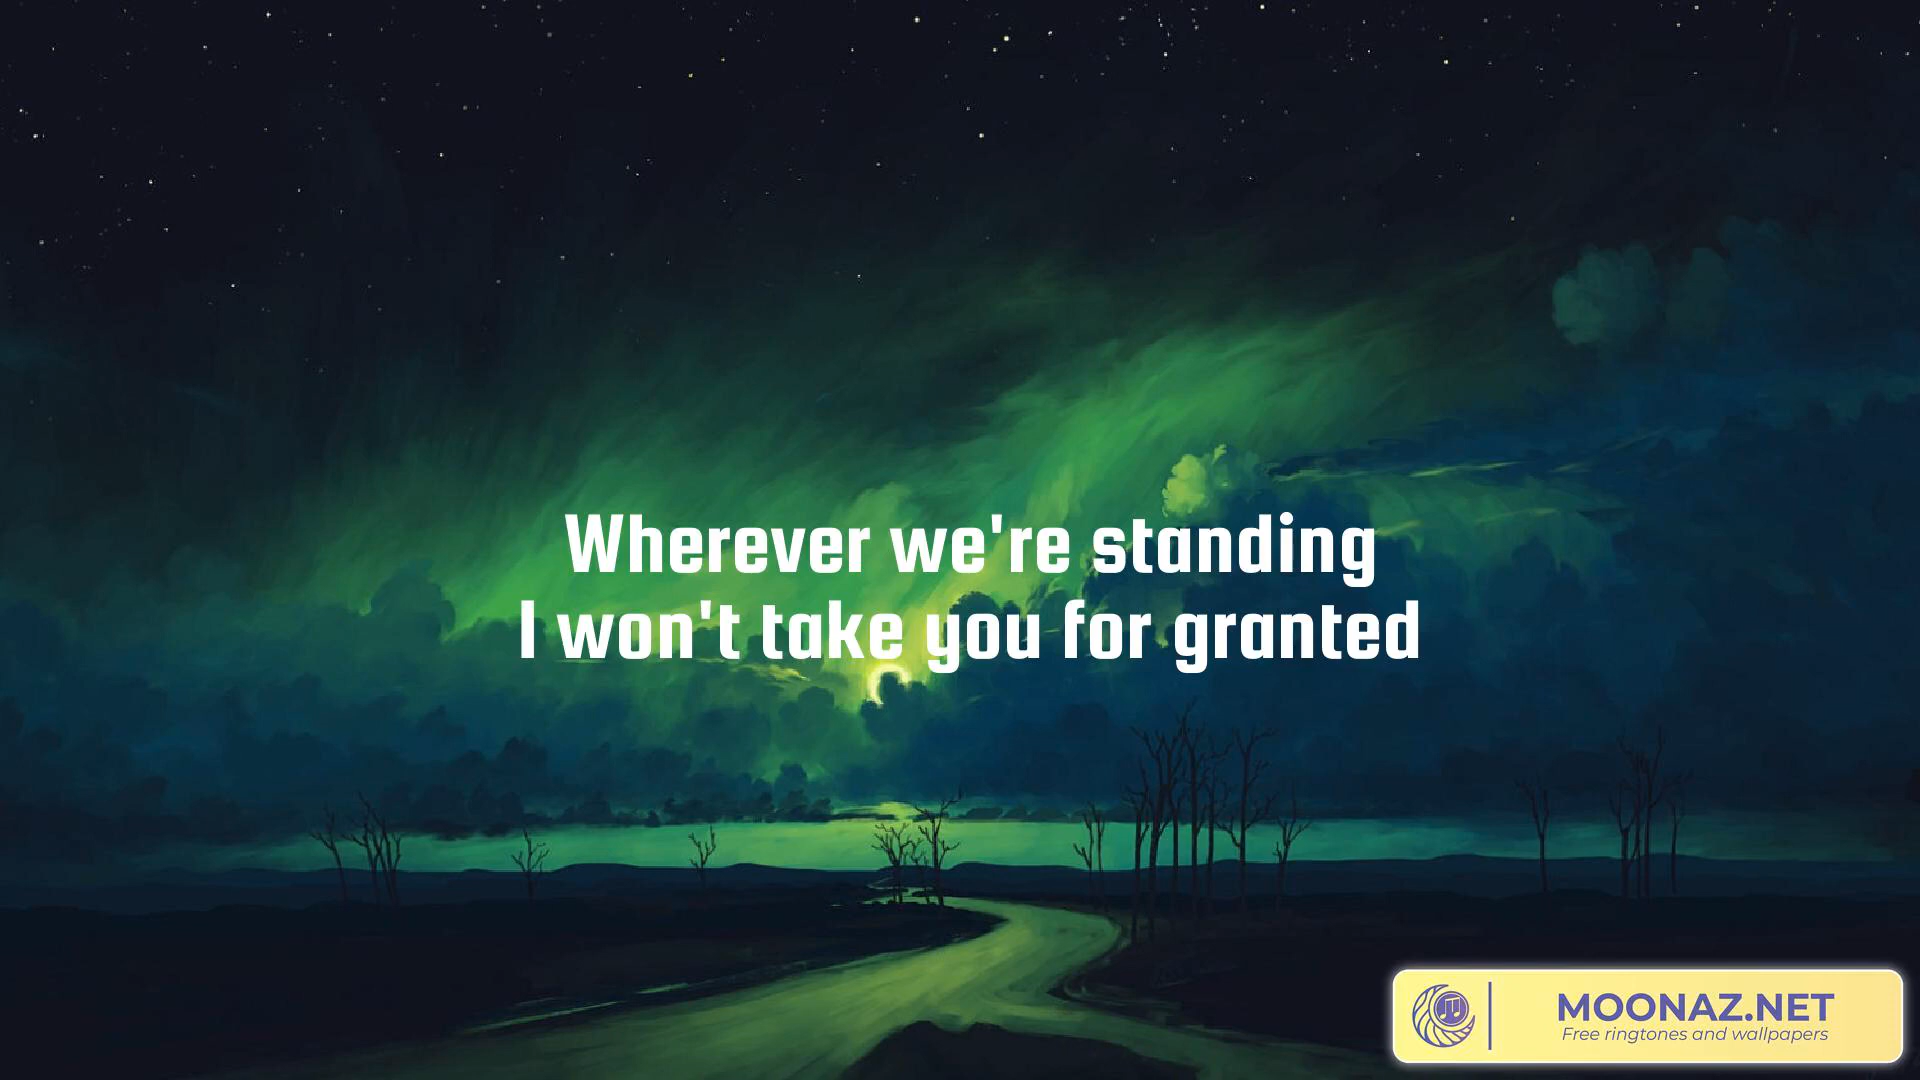 Wherever we're standing
I won't take you for granted
MOONAZ.NET
Free ringtones and wallpapers